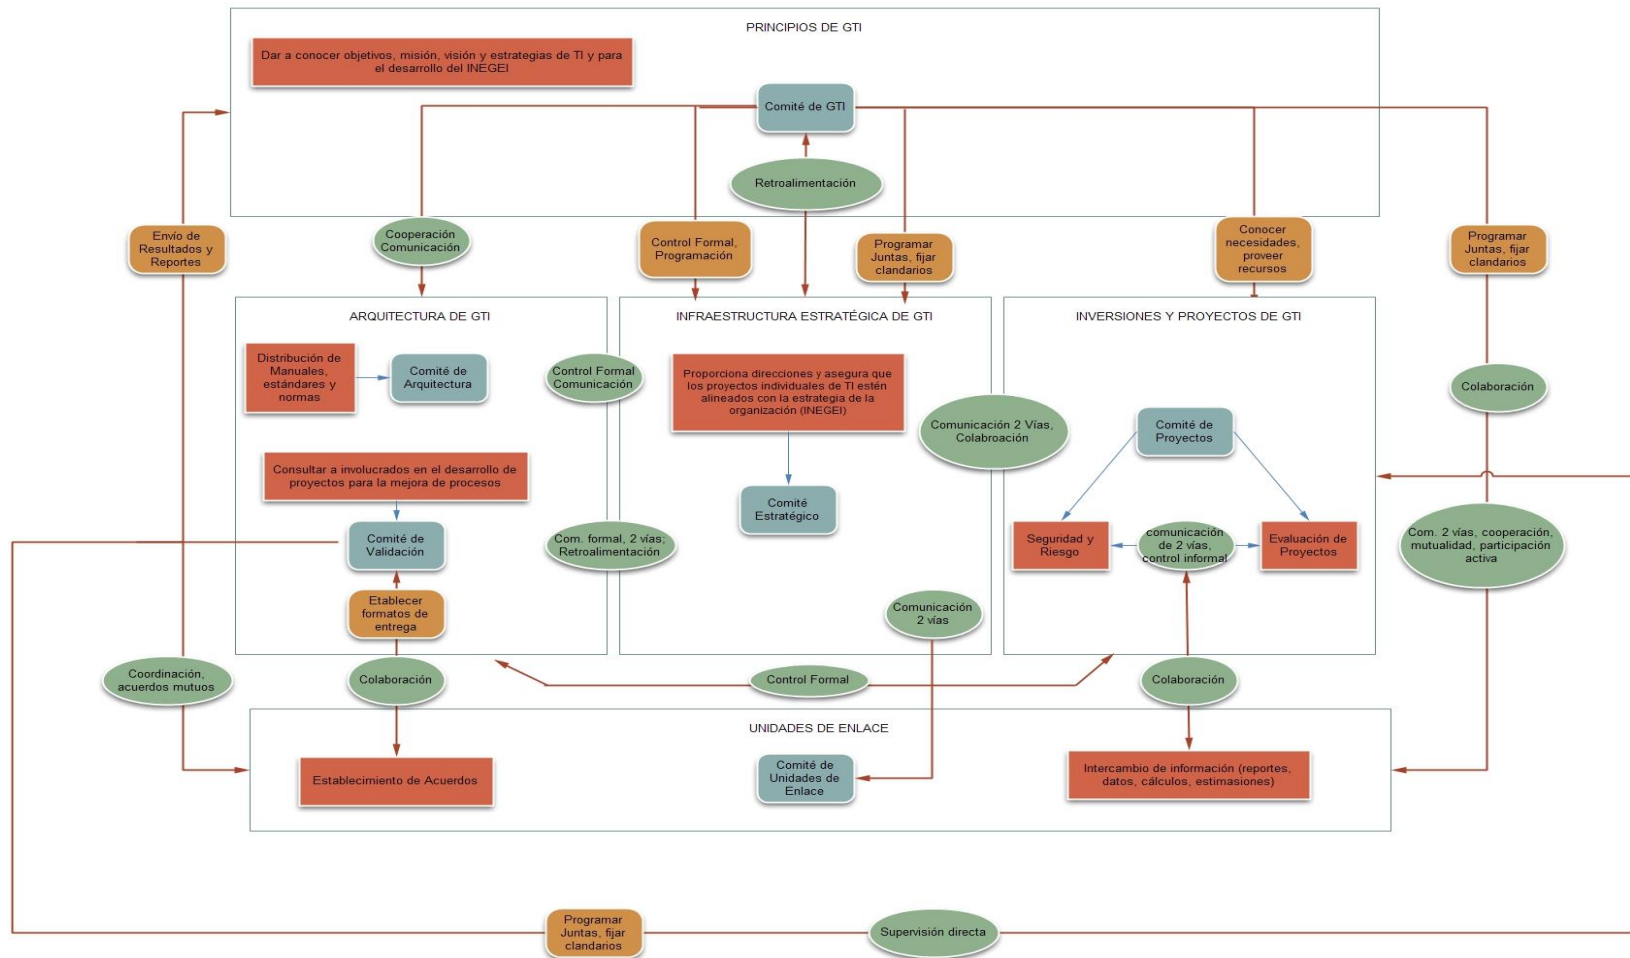 PRINCIPIOS DE GTI
Dar a conocer objetivos, misión, visión y estrategias de TI y para
el desarrollo del INEGEI
Comité de GTI
Retroalimentación
Envío de
Resultados y
Reportes
Cooperación
Comunicación
Control Formal,
Programación
Programar
Juntas, fijar
clandarios
Conocer
necesidades,
proveer
recursos
Programar
Juntas, fijar
clandarios
ARQUITECTURA DE GTI
Distribución de
Manuales,
estándares y
normas
Comité de
Arquitectura
Consultar a involucrados en el desarrollo de
proyectos para la mejora de procesos
Comité de
Validación
Etablecer
formatos de
entrega
Control Formal
Comunicación
Com. formal, 2 vías;
Retroalimentación
INFRAESTRUCTURA ESTRATÉGICA DE GTI
Proporciona direcciones y asegura que
los proyectos individuales de TI estén
alineados con la estrategia de la
organización (INEGEI)
Comité
Estratégico
Comunicación 2 Vías,
Colabroación
Comunicación
2 vías
INVERSIONES Y PROYECTOS DE GTI
Comité de
Proyectos
Seguridad y
Riesgo
comunicación
de 2 vías,
control informal
Evaluación de
Proyectos
Colaboración
Com. 2 vías, cooperación,
mutualidad, participación
activa
Coordinación,
acuerdos mutuos
Colaboración
Control Formal
Colaboración
UNIDADES DE ENLACE
Establecimiento de Acuerdos
Comité de
Unidades de
Enlace
Intercambio de información (reportes,
datos, cálculos, estimasiones)
Programar
Juntas, fijar
clandarios
Supervisión directa